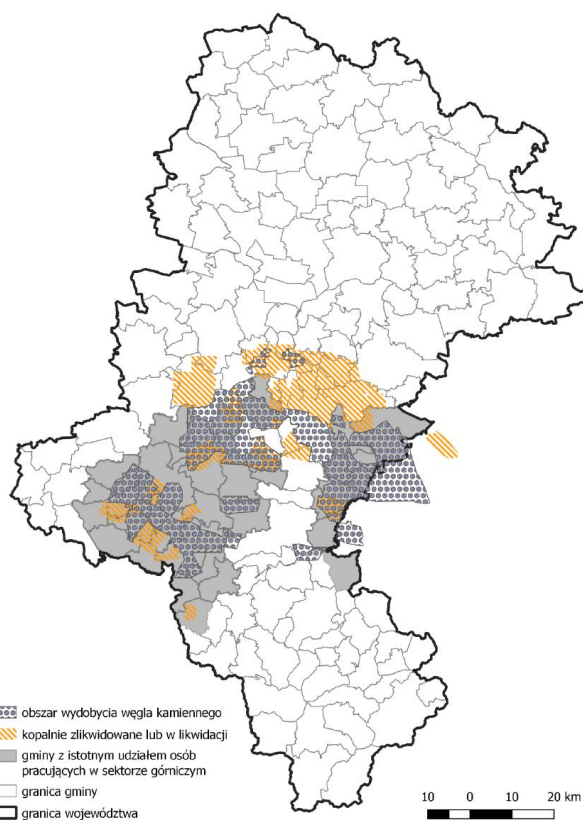 obszar wydobycia węgla kamiennego
kopalnie zlikwidowane lub w likwidacji
gminy z istotnym udziałem osób
pracujących w sektorze górniczym
granica gminy
granica województwa
10 0 10 20 km